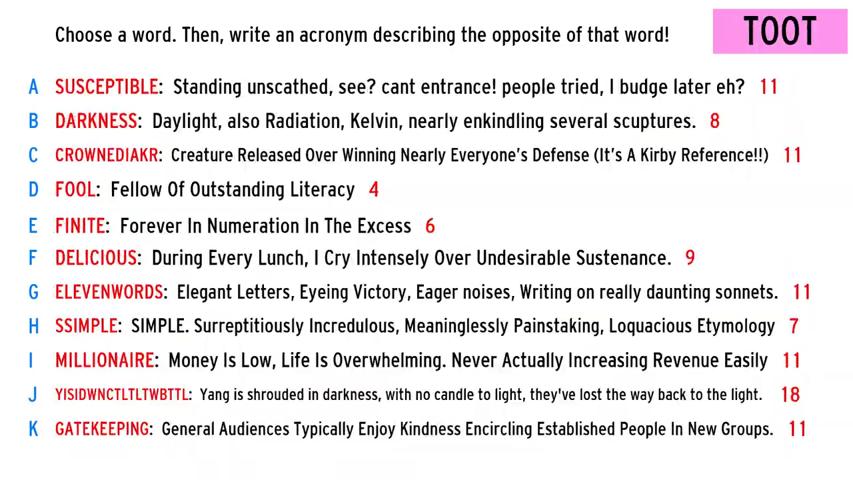 Choose a word. Then, write an acronym describing the opposite of that word!
TOOT
A SUSCEPTIBLE: Standing unscathed, see? cant entrance! people tried, I budge later eh? 11
B DARKNESS: Daylight, also Radiation, Kelvin, nearly enkindling several scuptures. 8
C CROWNEDIAKR: Creature Released Over Winning Nearly Everyone's Defense (It's A Kirby Reference!!) 11
D FOOL: Fellow Of Outstanding Literacy 4
E FINITE: Forever In Numeration In The Excess 6
F DELICIOUS: During Every Lunch, I Cry Intensely Over Undesirable Sustenance. 9
G ELEVENWORDS: Elegant Letters, Eyeing Victory, Eager noises, Writing on really daunting sonnets. 11
H SSIMPLE: SIMPLE. Surreptitiously Incredulous, Meaninglessly Painstaking, Loquacious Etymology 7
I MILLIONAIRE: Money Is Low, Life Is Overwhelming. Never Actually Increasing Revenue Easily 11
J YISIDWNCTLTLTWBTTL: Yang is shrouded in darkness, with no candle to light, they've lost the way back to the light. 18
K GATEKEEPING: General Audiences Typically Enjoy Kindness Encircling Established People In New Groups. 11